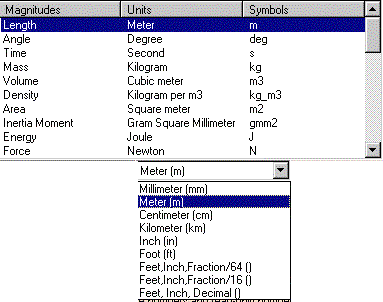 Magnitudes Units Symbols
Length Meter m
Angle Degree deg
Time Second s
Mass Kilogram kg
Volume Cubic meter m3
Density Kilogram per m3 kg_m3
Area Square meter m2
Inertia Moment Gram Square Millimeter gmm2
Energy Joule J
Force Newton N
Meter (m)
Millimeter (mm)
Meter (m)
Centimeter (cm)
Kilometer (km)
Inch (in)
Foot (ft)
Feet,Inch,Fraction/64 ()
Feet,Inch,Fraction/16 ()
Feet, Inch, Decimal ()